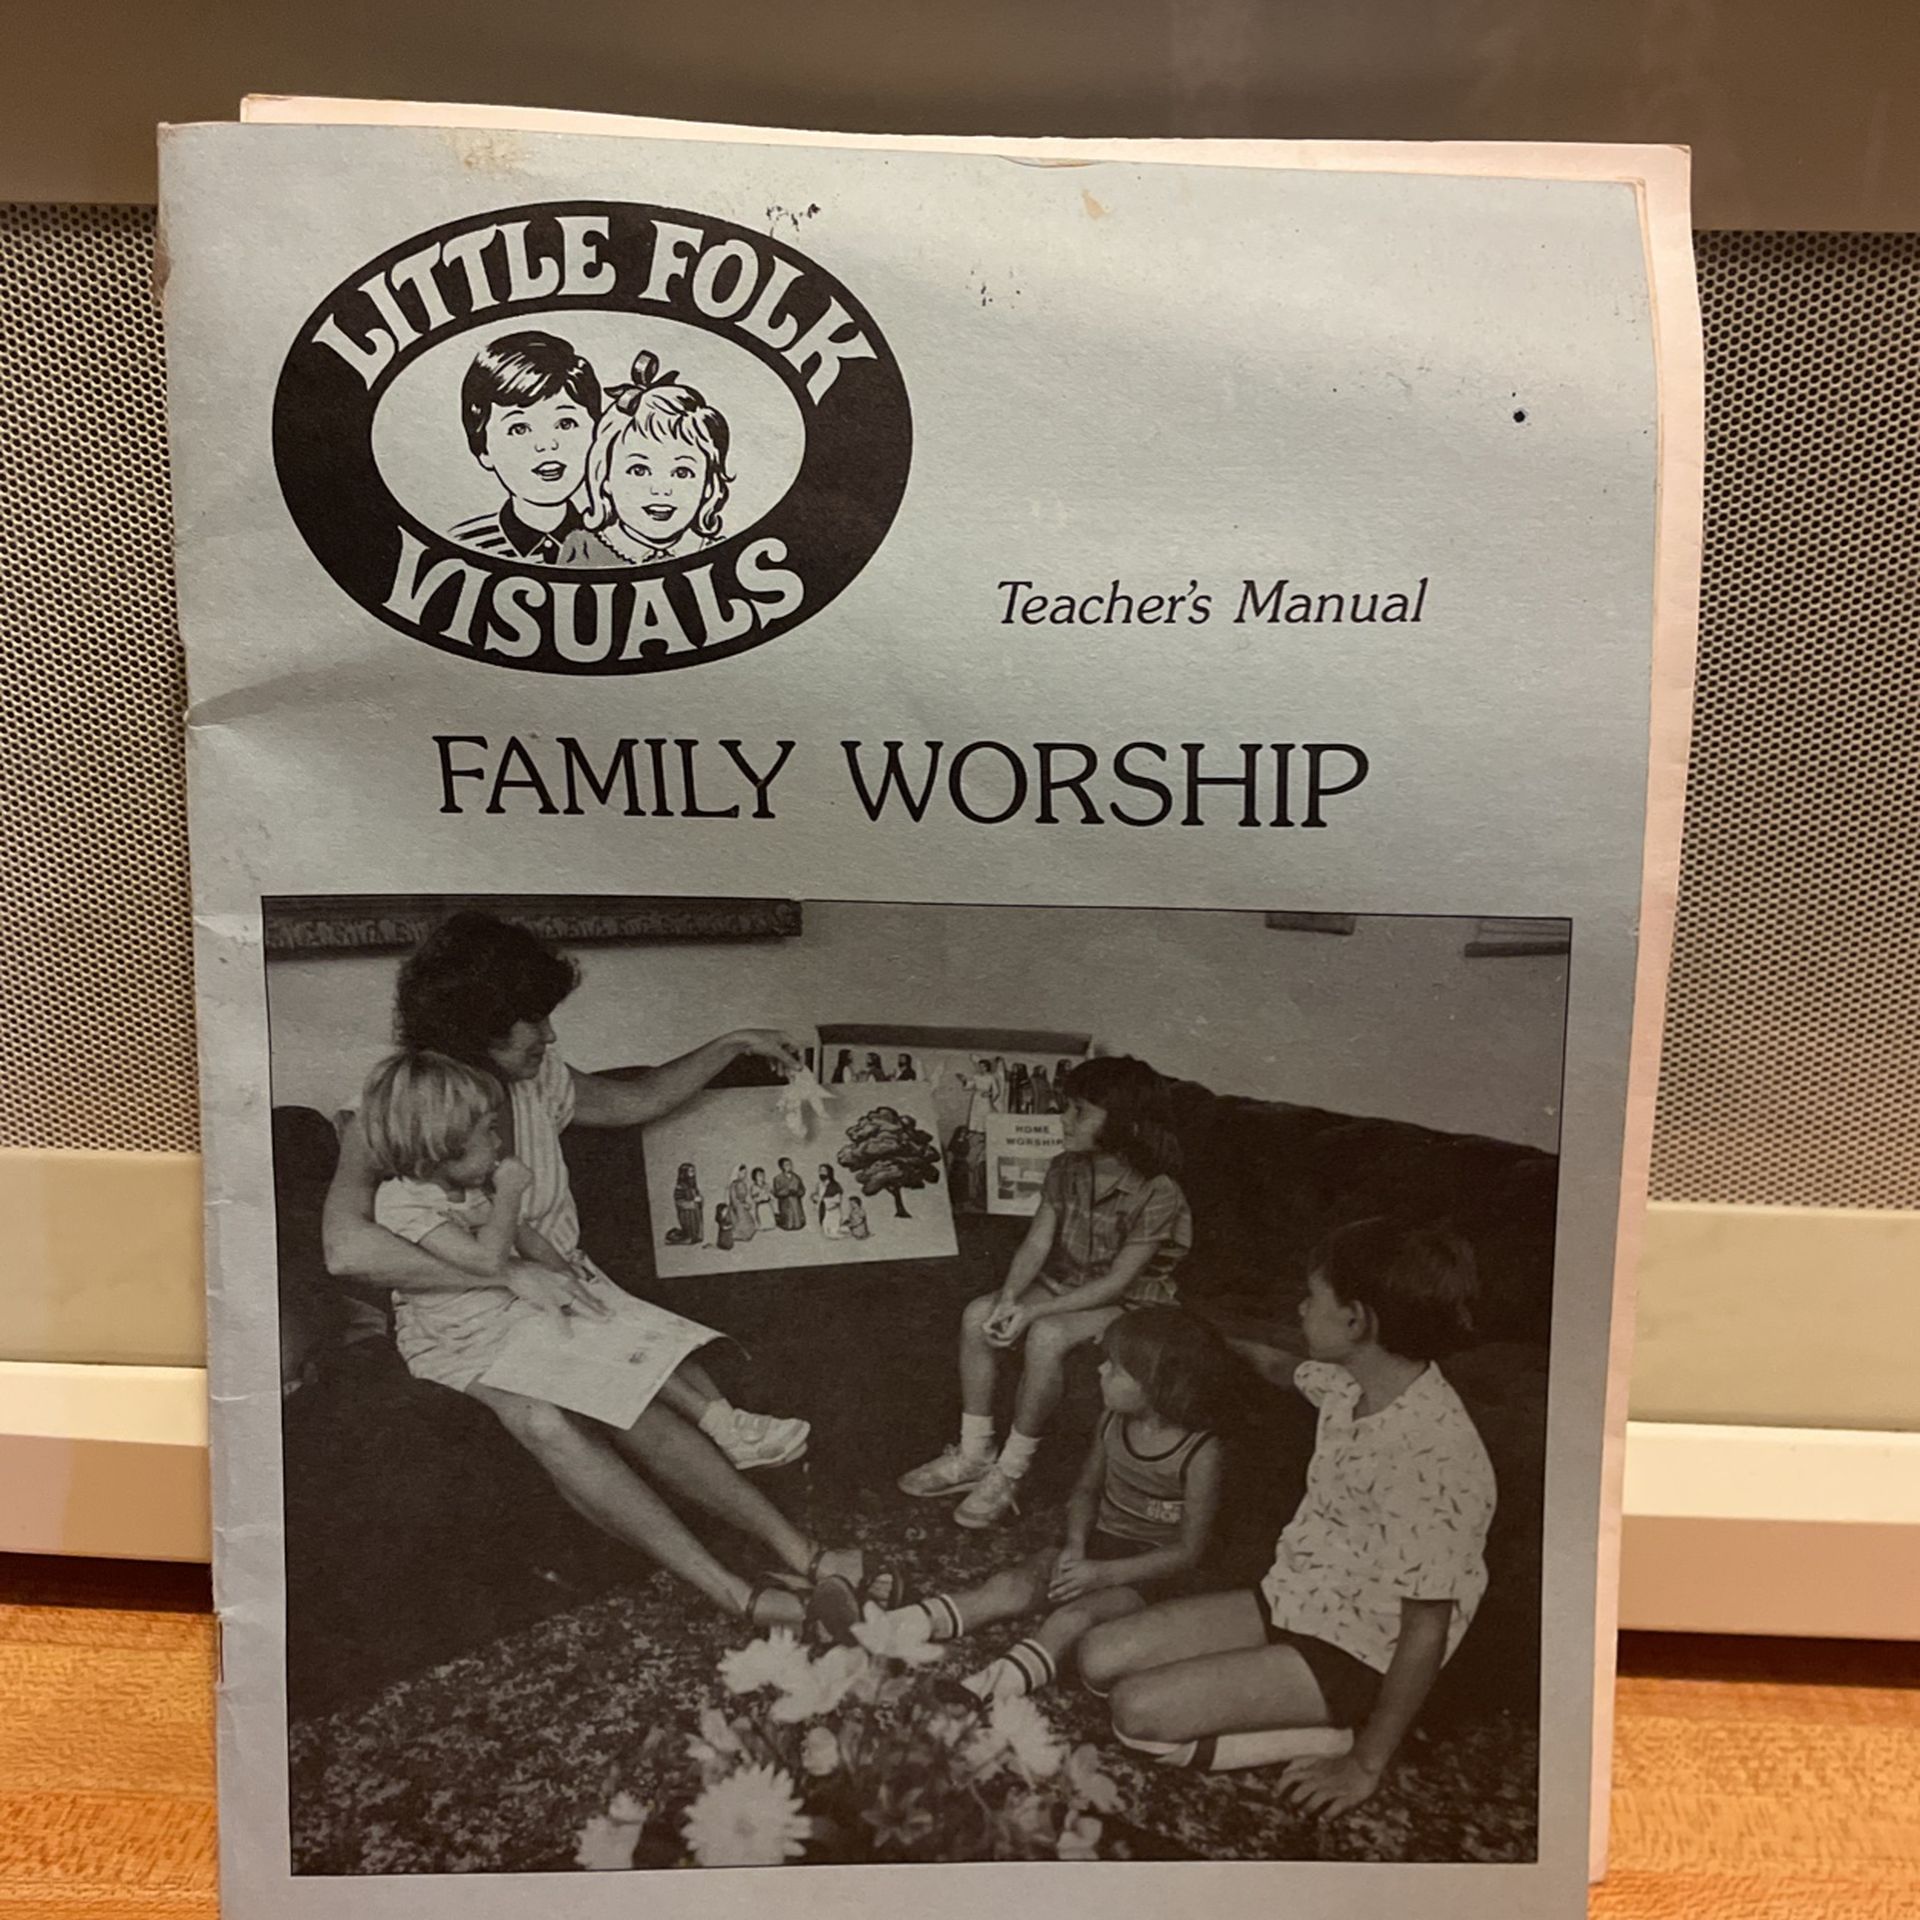 LITTLE FOLK
VISUALS
Teacher's Manual
FAMILY WORSHIP
HOME
WORSHIP